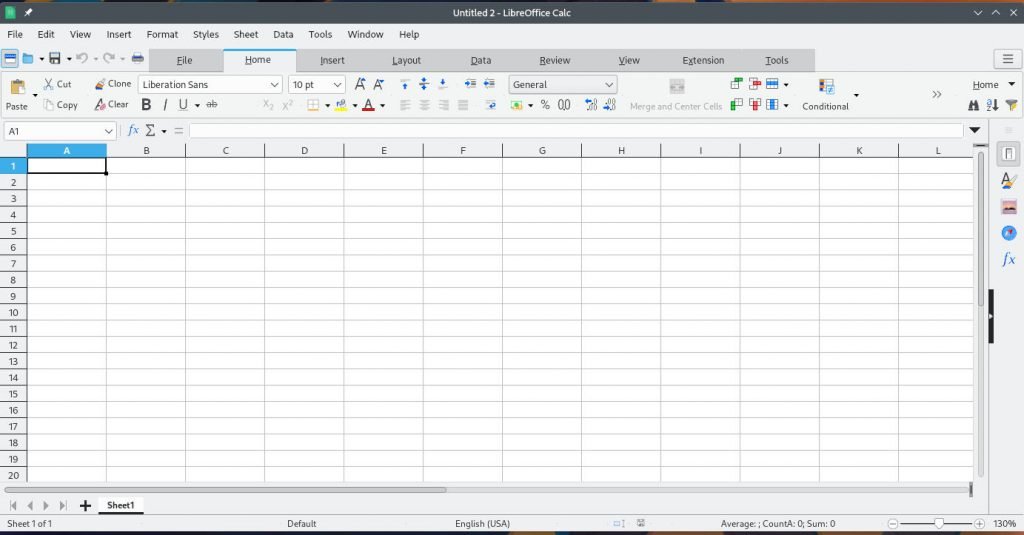 Untitled 2 - LibreOffice Calc
File Edit View Insert Format Styles Sheet Data Tools Window Help
File Home Insert Layout Data Review View Extension Tools
Paste Cut Clone Liberation Sans 10 pt General Home
Copy Clear B I U ab X₂ X² A % 0,0 Merge and Center Cells Conditional
A1 fx Σ =
A B C D E F G H I J K L
1
2
3
4
5
6
7
8
9
10
11
12
13
14
15
16
17
18
19
20
fx
Sheet1
Sheet 1 of 1 Default English (USA) Average: ; CountA: 0; Sum: 0 130%